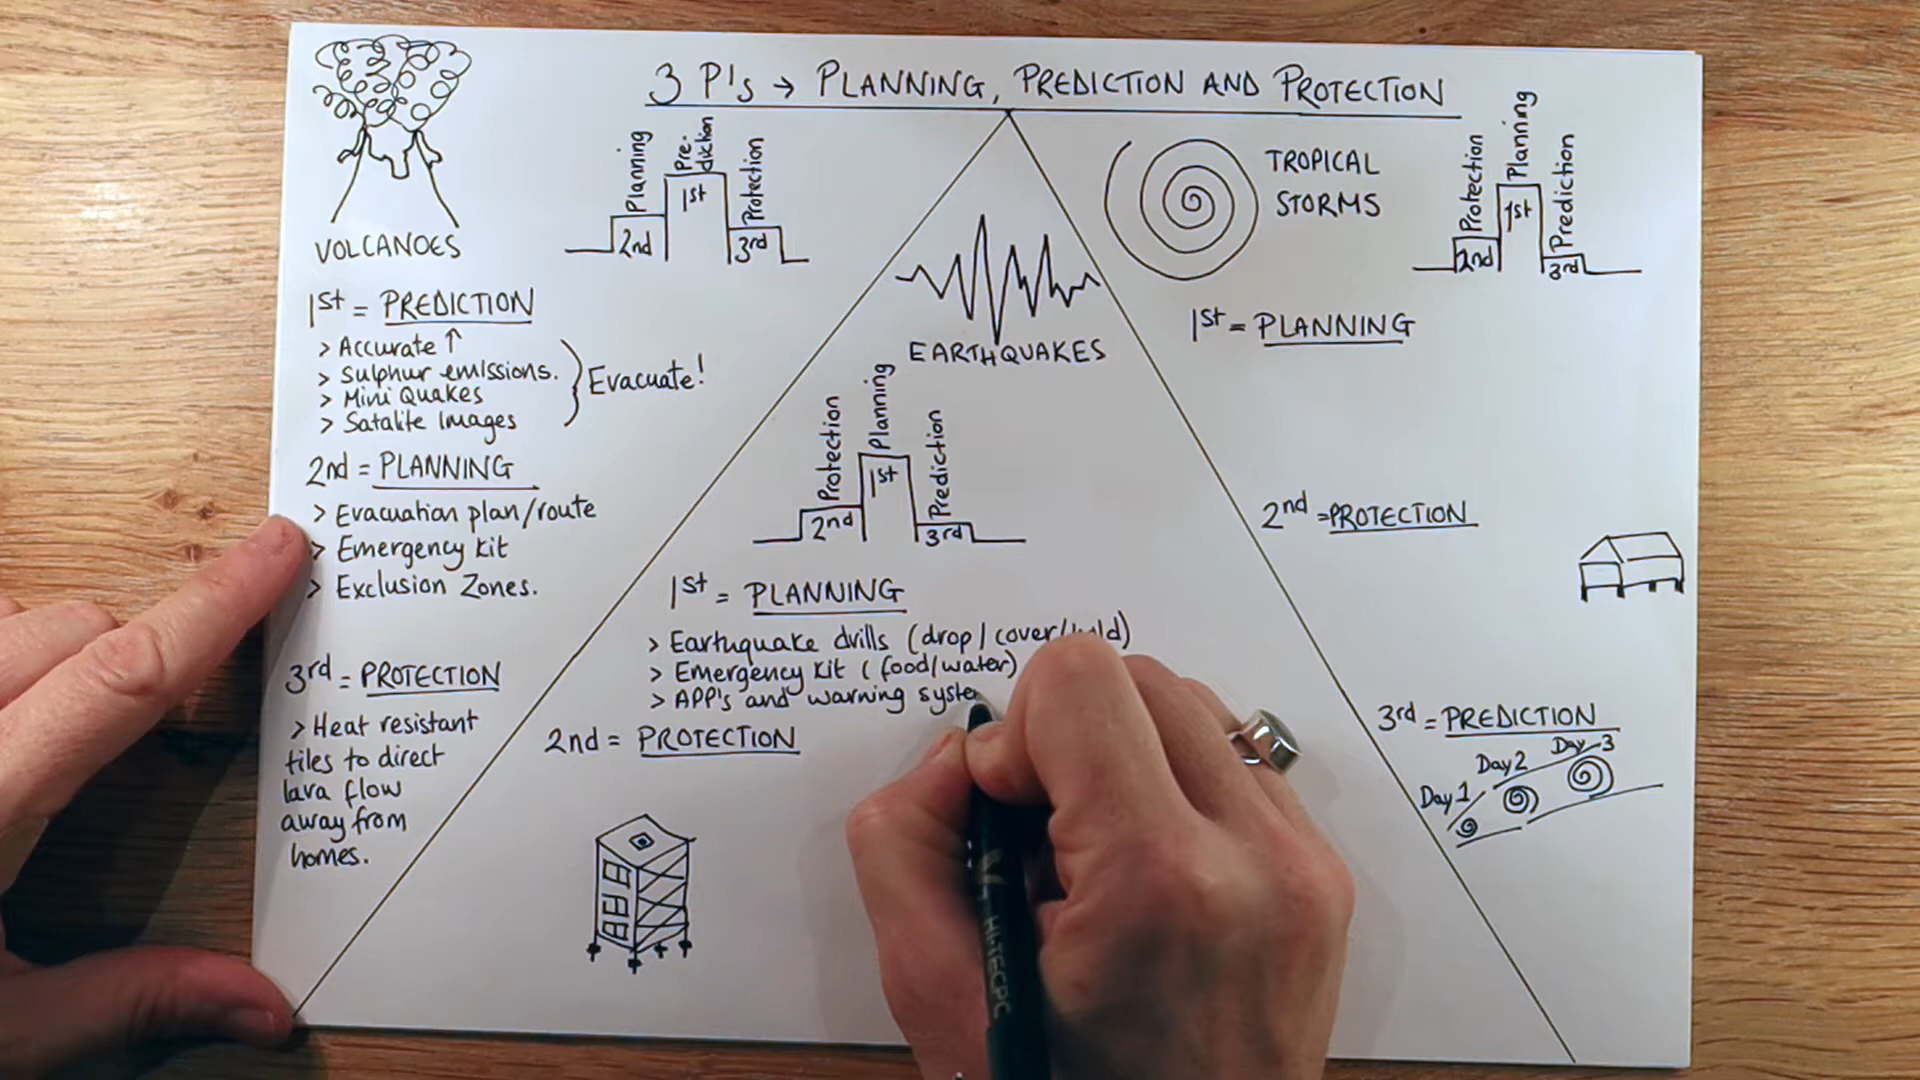 3 P's → PLANNING, PREDICTION AND PROTECTION
VOLCANOES
Planning
Pre-
diction
Protection
2nd
1st
3rd
1st = PREDICTION
> Accurate ↑
> Sulphur emissions.
> Mini Quakes
> Satalite Images
Evacuate!
2nd = PLANNING
> Evacuation plan/route
> Emergency Kit
> Exclusion Zones.
3rd = PROTECTION
> Heat resistant
tiles to direct
lava flow
away from
homes.
EARTHQUAKES
Protection
Planning
Prediction
2nd
1st
3rd
1st = PLANNING
> Earthquake drills (drop/cover/hold)
> Emergency Kit (food/water)
> APP's and warning syste
2nd = PROTECTION
TROPICAL
STORMS
Protection
Planning
Prediction
2nd
1st
3rd
1st = PLANNING
2nd = PROTECTION
3rd = PREDICTION
Day 1
Day 2
Day 3
HI-TECPC